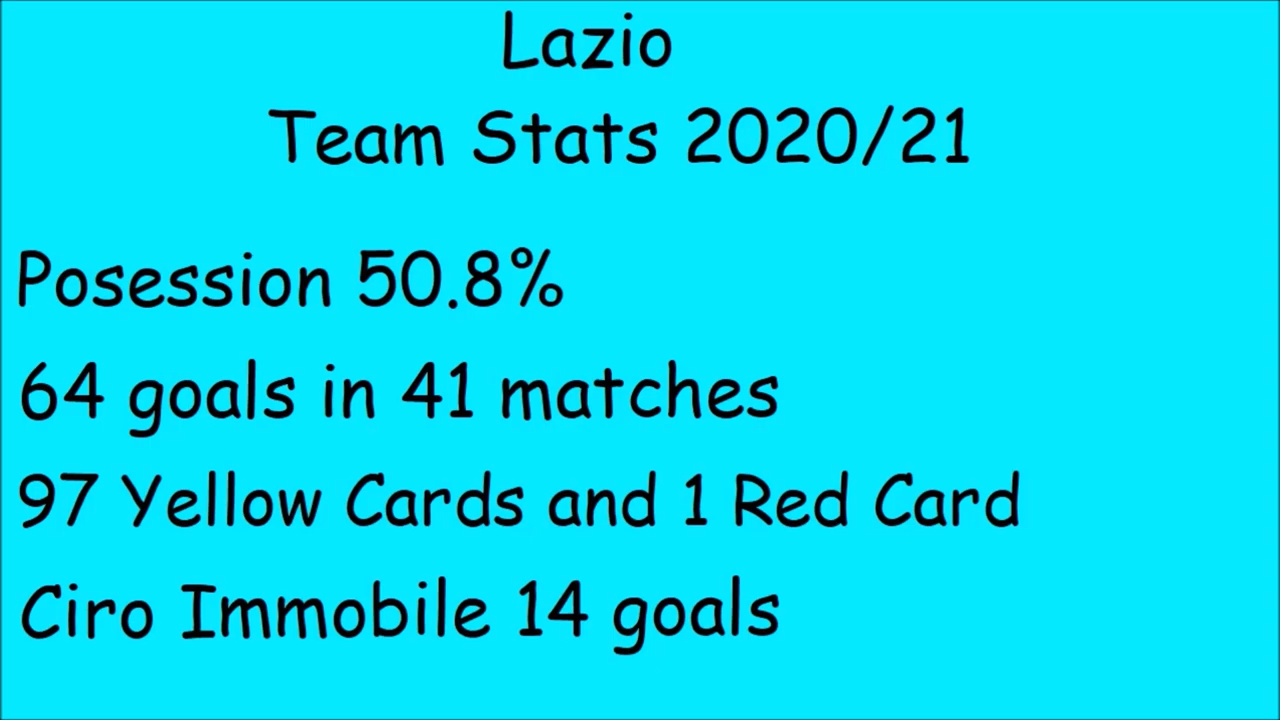 Lazio
Team Stats 2020/21
Posession 50.8%
64 goals in 41 matches
97 Yellow Cards and 1 Red Card
Ciro Immobile 14 goals